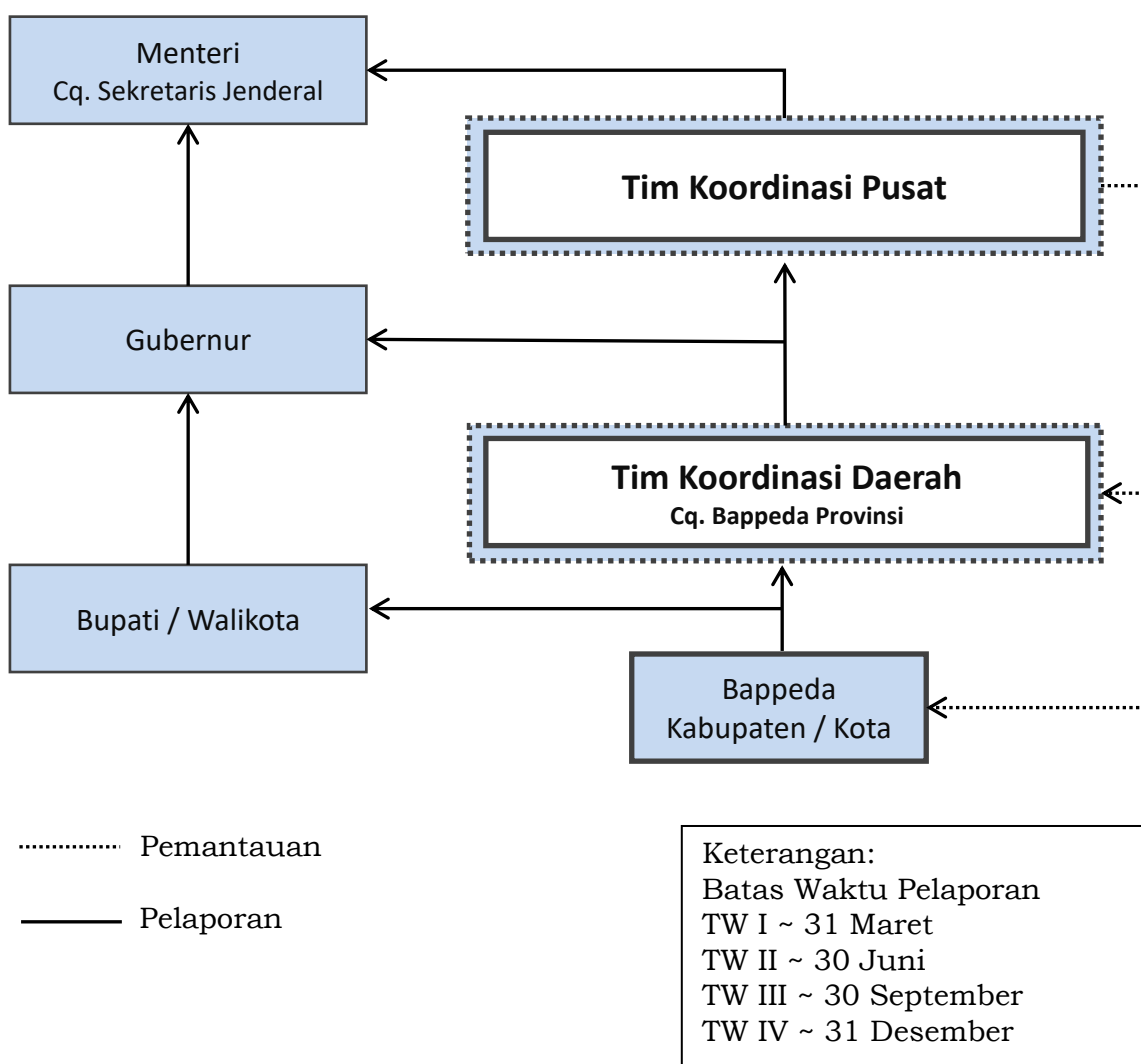 Menteri
Cq. Sekretaris Jenderal
Tim Koordinasi Pusat
Gubernur
Tim Koordinasi Daerah
Cq. Bappeda Provinsi
Bupati / Walikota
Bappeda
Kabupaten / Kota
Pemantauan
Pelaporan
Keterangan:
Batas Waktu Pelaporan
TW I ~ 31 Maret
TW II ~ 30 Juni
TW III ~ 30 September
TW IV ~ 31 Desember